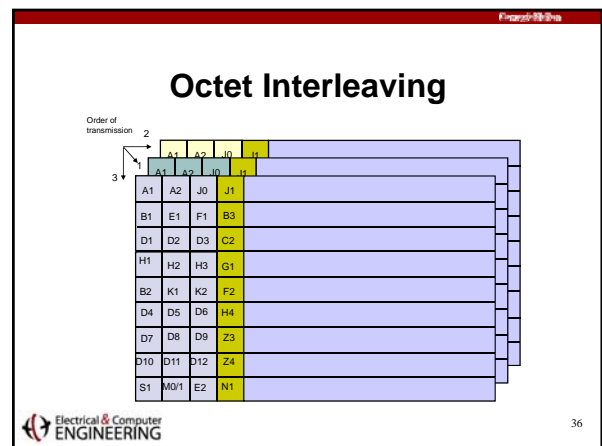 Carnegie Mellon
Octet Interleaving
Order of
transmission
2
1
3
A1 A2 J0 J1
A1 A2 J0 J1
A1 A2 J0 J1
B1 E1 F1 B3
D1 D2 D3 C2
H1 H2 H3 G1
B2 K1 K2 F2
D4 D5 D6 H4
D7 D8 D9 Z3
D10 D11 D12 Z4
S1 M0/1 E2 N1
Electrical & Computer
ENGINEERING
36